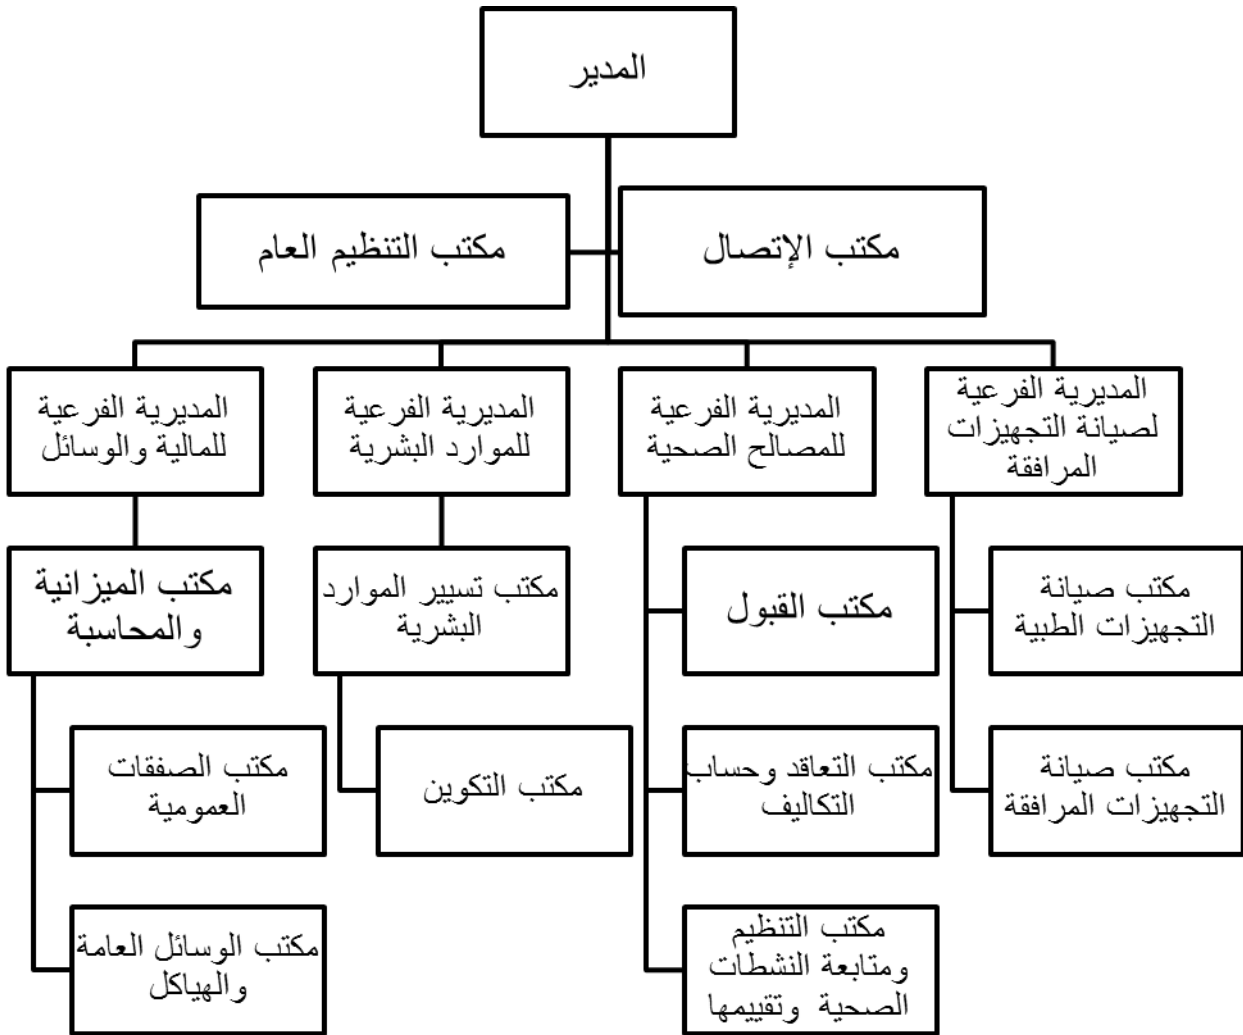 المدير
مكتب الإتصال
مكتب التنظيم العام
المديرية الفرعية
لصيانة التجهيزات
المرافقة
المديرية الفرعية
للمصالح الصحية
المديرية الفرعية
للموارد البشرية
المديرية الفرعية
للمالية والوسائل
مكتب صيانة
التجهيزات الطبية
مكتب القبول
مكتب تسيير الموارد
البشرية
مكتب الميزانية
والمحاسبة
مكتب صيانة
التجهيزات المرافقة
مكتب التعاقد وحساب
التكاليف
مكتب التكوين
مكتب الصفقات
العمومية
مكتب التنظيم
ومتابعة النشطات
الصحية وتقييمها
مكتب الوسائل العامة
والهياكل